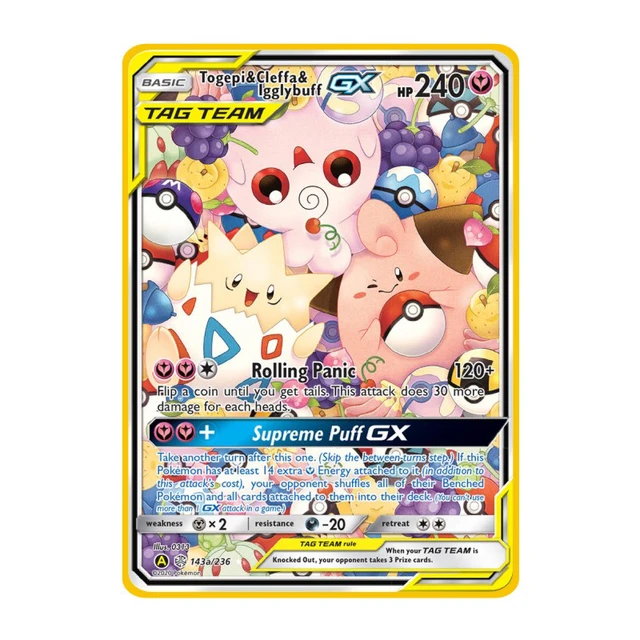 BASIC
Togepi&Cleffa&
Igglybuff GX
HP 240
TAG TEAM
Rolling Panic 120+
Flip a coin until you get tails. This attack does 30 more
damage for each heads.
+ Supreme Puff GX
Take another turn after this one. (Skip the between-turns step.) If this
Pokémon has at least 14 extra Energy attached to it (in addition to
this attack's cost), your opponent shuffles all of their Benched
Pokémon and all cards attached to them into their deck. (You can't use
more than 1 GX attack in a game.)
weakness ×2 resistance -20 retreat
Illus. 0313
TAG TEAM rule
When your TAG TEAM is
Knocked Out, your opponent takes 3 Prize cards.
A 143a/236
©2020 Pokémon